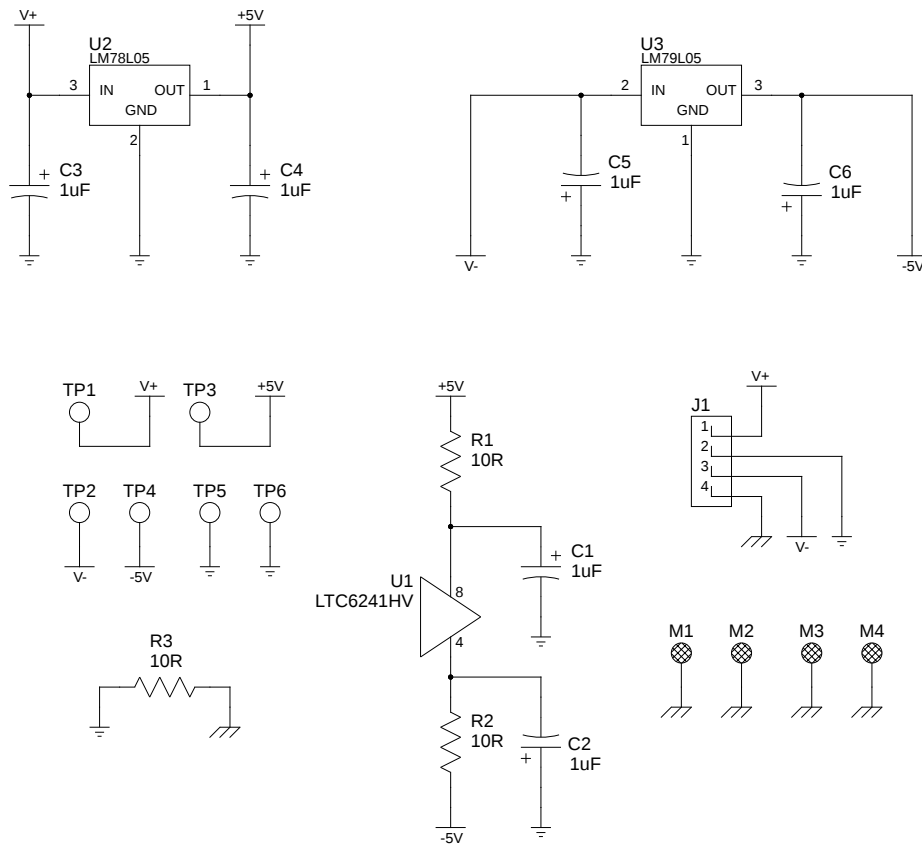 V+
+5V
U2
LM78L05
3
IN
OUT
1
GND
2
C3
+
1uF
C4
+
1uF
U3
LM79L05
2
IN
OUT
3
GND
1
C5
1uF
+
C6
1uF
+
V-
-5V
TP1
V+
TP3
+5V
TP2
TP4
TP5
TP6
V-
-5V
R3
10R
+5V
R1
10R
+
C1
1uF
U1
LTC6241HV
8
4
R2
10R
C2
1uF
+
-5V
V+
J1
1
2
3
4
V-
M1
M2
M3
M4